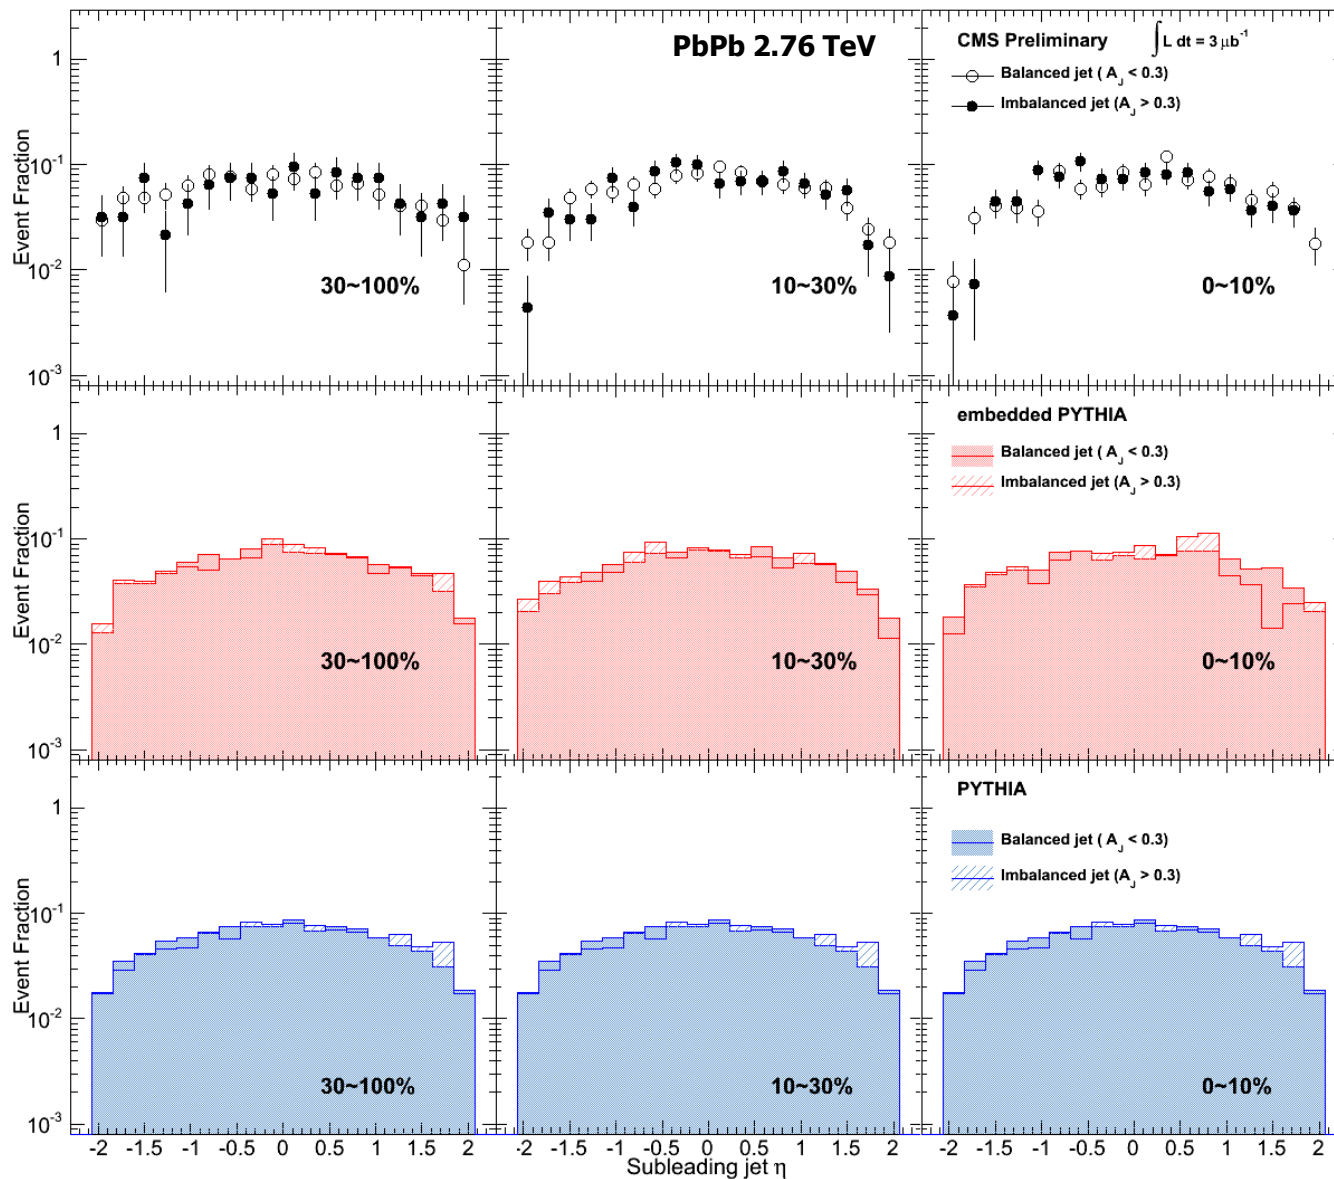 PbPb 2.76 TeV
CMS Preliminary ∫ L dt = 3 μb⁻¹
Balanced jet ( A_J < 0.3)
Imbalanced jet (A_J > 0.3)
Event Fraction
1
10⁻¹
10⁻²
10⁻³
30~100%
10~30%
0~10%
embedded PYTHIA
Balanced jet ( A_J < 0.3)
Imbalanced jet (A_J > 0.3)
Event Fraction
1
10⁻¹
10⁻²
10⁻³
30~100%
10~30%
0~10%
PYTHIA
Balanced jet ( A_J < 0.3)
Imbalanced jet (A_J > 0.3)
Event Fraction
1
10⁻¹
10⁻²
10⁻³
30~100%
10~30%
0~10%
-2 -1.5 -1 -0.5 0 0.5 1 1.5 2 -2 -1.5 -1 -0.5 0 0.5 1 1.5 2 -2 -1.5 -1 -0.5 0 0.5 1 1.5 2
Subleading jet η